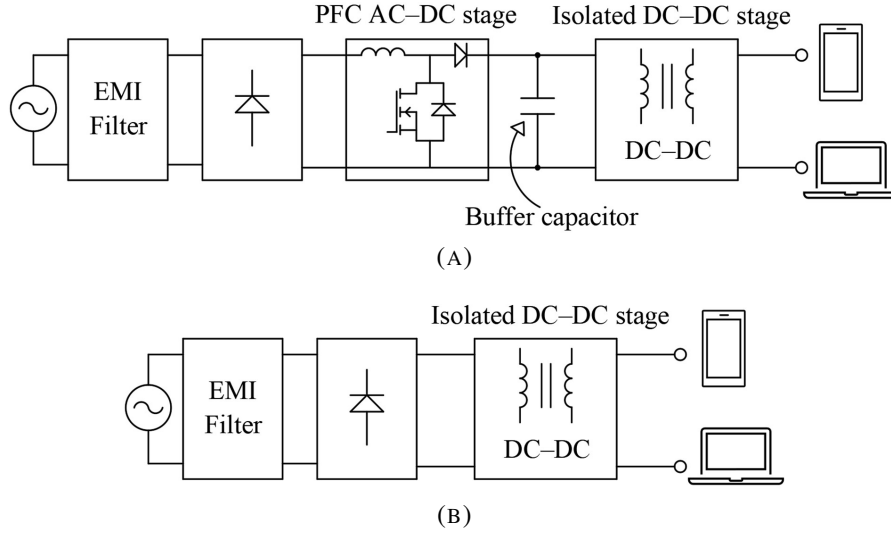 PFC AC–DC stage
Isolated DC–DC stage
EMI
Filter
DC–DC
Buffer capacitor
(A)
Isolated DC–DC stage
EMI
Filter
DC–DC
(B)